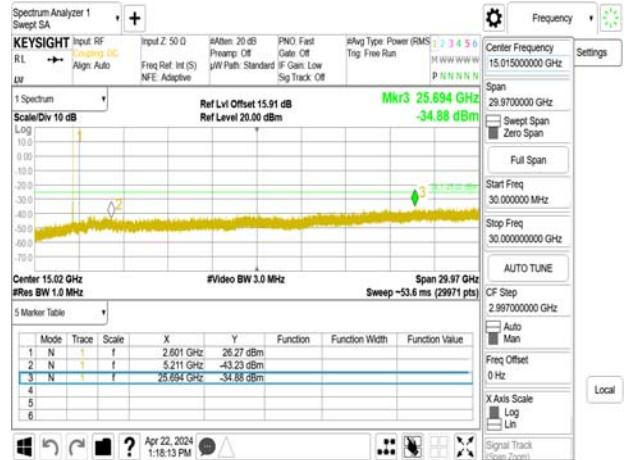 Spectrum Analyzer 1
Swept SA
Frequency
KEYSIGHT
RL
Input: RF
Coupling: DC
Align: Auto
Input Z: 50 Ω
Freq Ref: Int (S)
NFE: Adaptive
#Atten: 20 dB
Preamp: Off
µW Path: Standard
PNO: Fast
Gate: Off
IF Gain: Low
Sig Track: Off
#Avg Type: Power (RMS
Trig: Free Run
1 2 3 4 5 6
M W W W W W
P N N N N N
1 Spectrum
Scale/Div 10 dB
Ref Lvl Offset 15.91 dB
Ref Level 20.00 dBm
Mkr3 25.694 GHz
-34.88 dBm
Log
10.0
0.00
-10.0
-20.0
-30.0
-40.0
-50.0
-60.0
-70.0
1
2
3
Center 15.02 GHz
#Res BW 1.0 MHz
#Video BW 3.0 MHz
Span 29.97 GHz
Sweep ~53.6 ms (29971 pts)
5 Marker Table
Mode Trace Scale X Y Function Function Width Function Value
1 N 1 f 2.601 GHz 26.27 dBm
2 N 1 f 5.211 GHz -43.23 dBm
3 N 1 f 25.694 GHz -34.88 dBm
4
5
6
Apr 22, 2024
1:18:13 PM
Center Frequency
15.015000000 GHz
Settings
Span
29.9700000 GHz
Swept Span
Zero Span
Full Span
Start Freq
30.000000 MHz
Stop Freq
30.000000000 GHz
AUTO TUNE
CF Step
2.997000000 GHz
Auto
Man
Freq Offset
0 Hz
X Axis Scale
Log
Lin
Local
Signal Track
(Span Zoom)